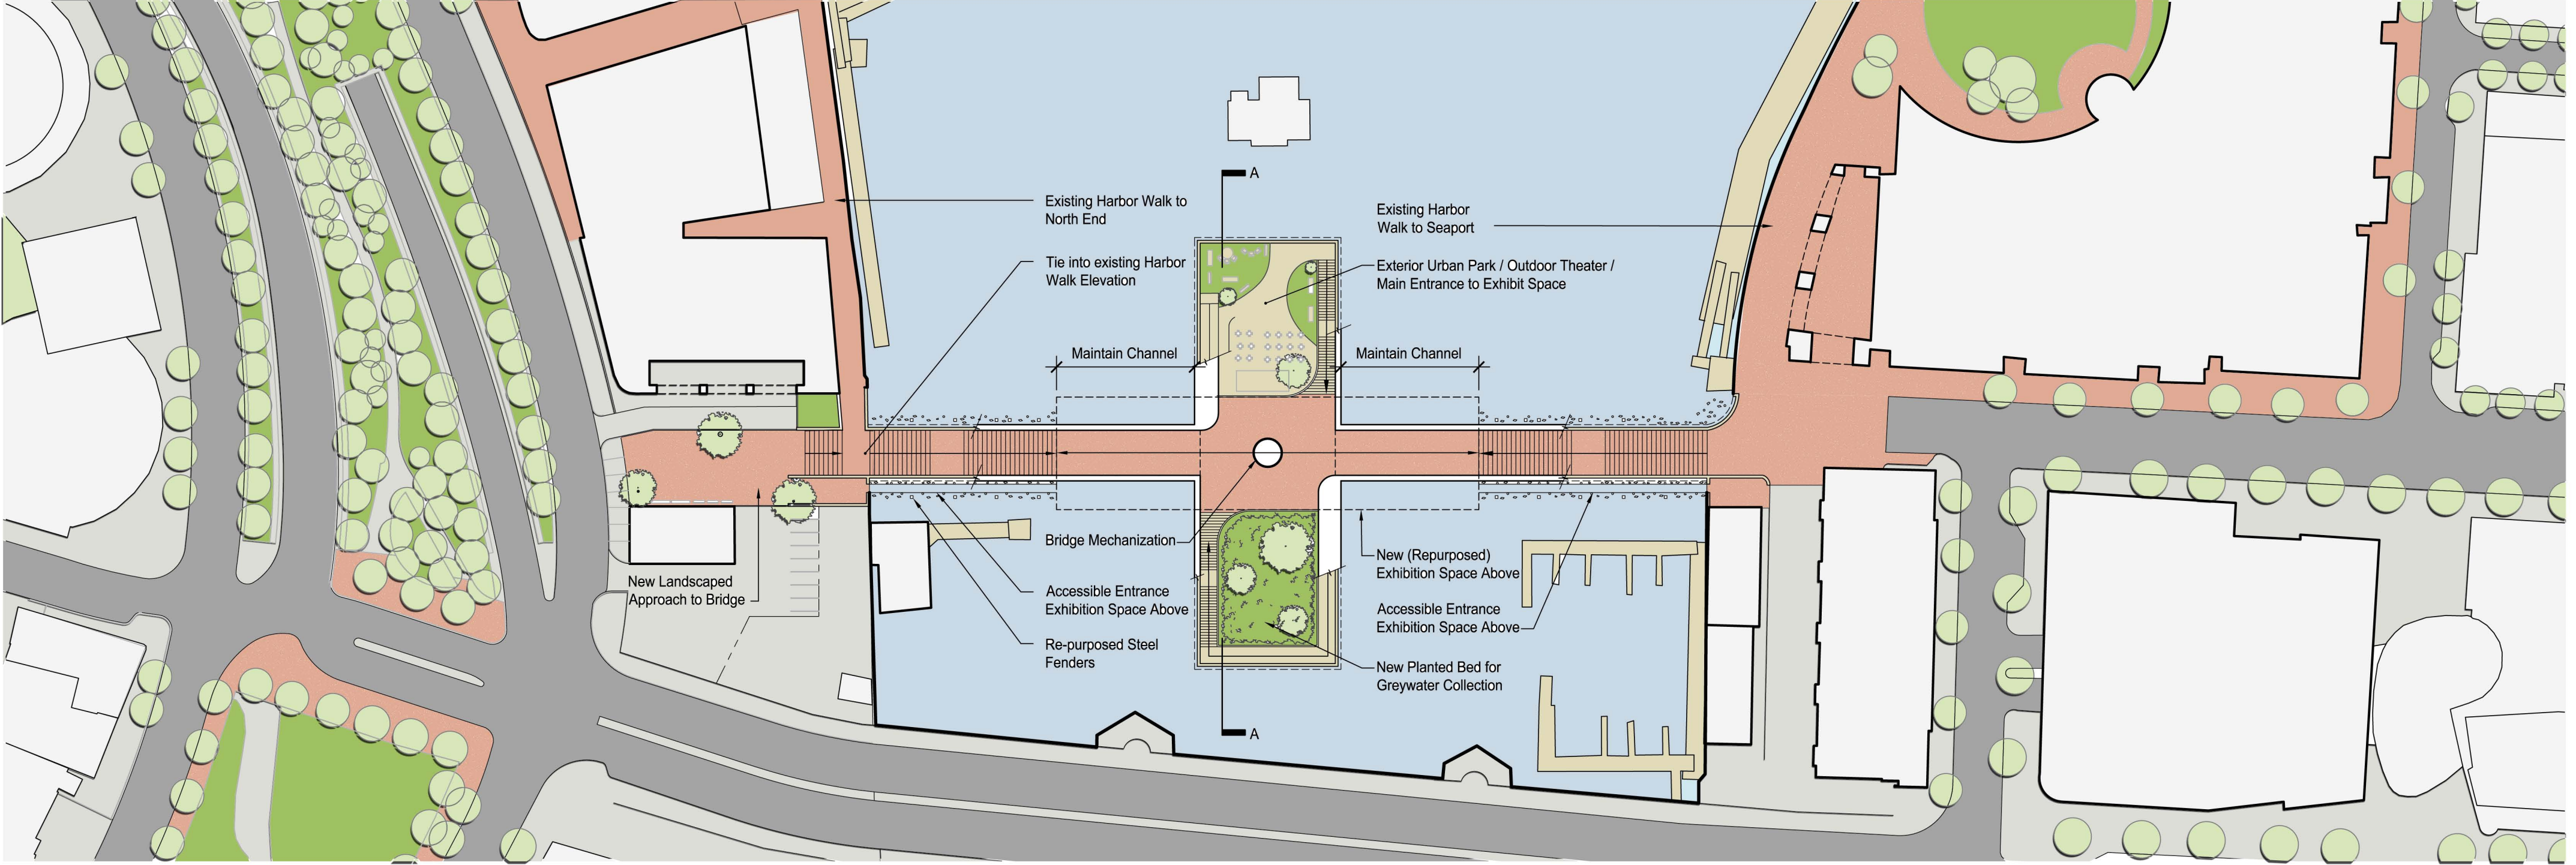 A
Existing Harbor Walk to
North End
Existing Harbor
Walk to Seaport
Tie into existing Harbor
Walk Elevation
Exterior Urban Park / Outdoor Theater /
Main Entrance to Exhibit Space
Maintain Channel
Maintain Channel
Bridge Mechanization
New (Repurposed)
Exhibition Space Above
New Landscaped
Approach to Bridge
Accessible Entrance
Exhibition Space Above
Accessible Entrance
Exhibition Space Above
Re-purposed Steel
Fenders
New Planted Bed for
Greywater Collection
A